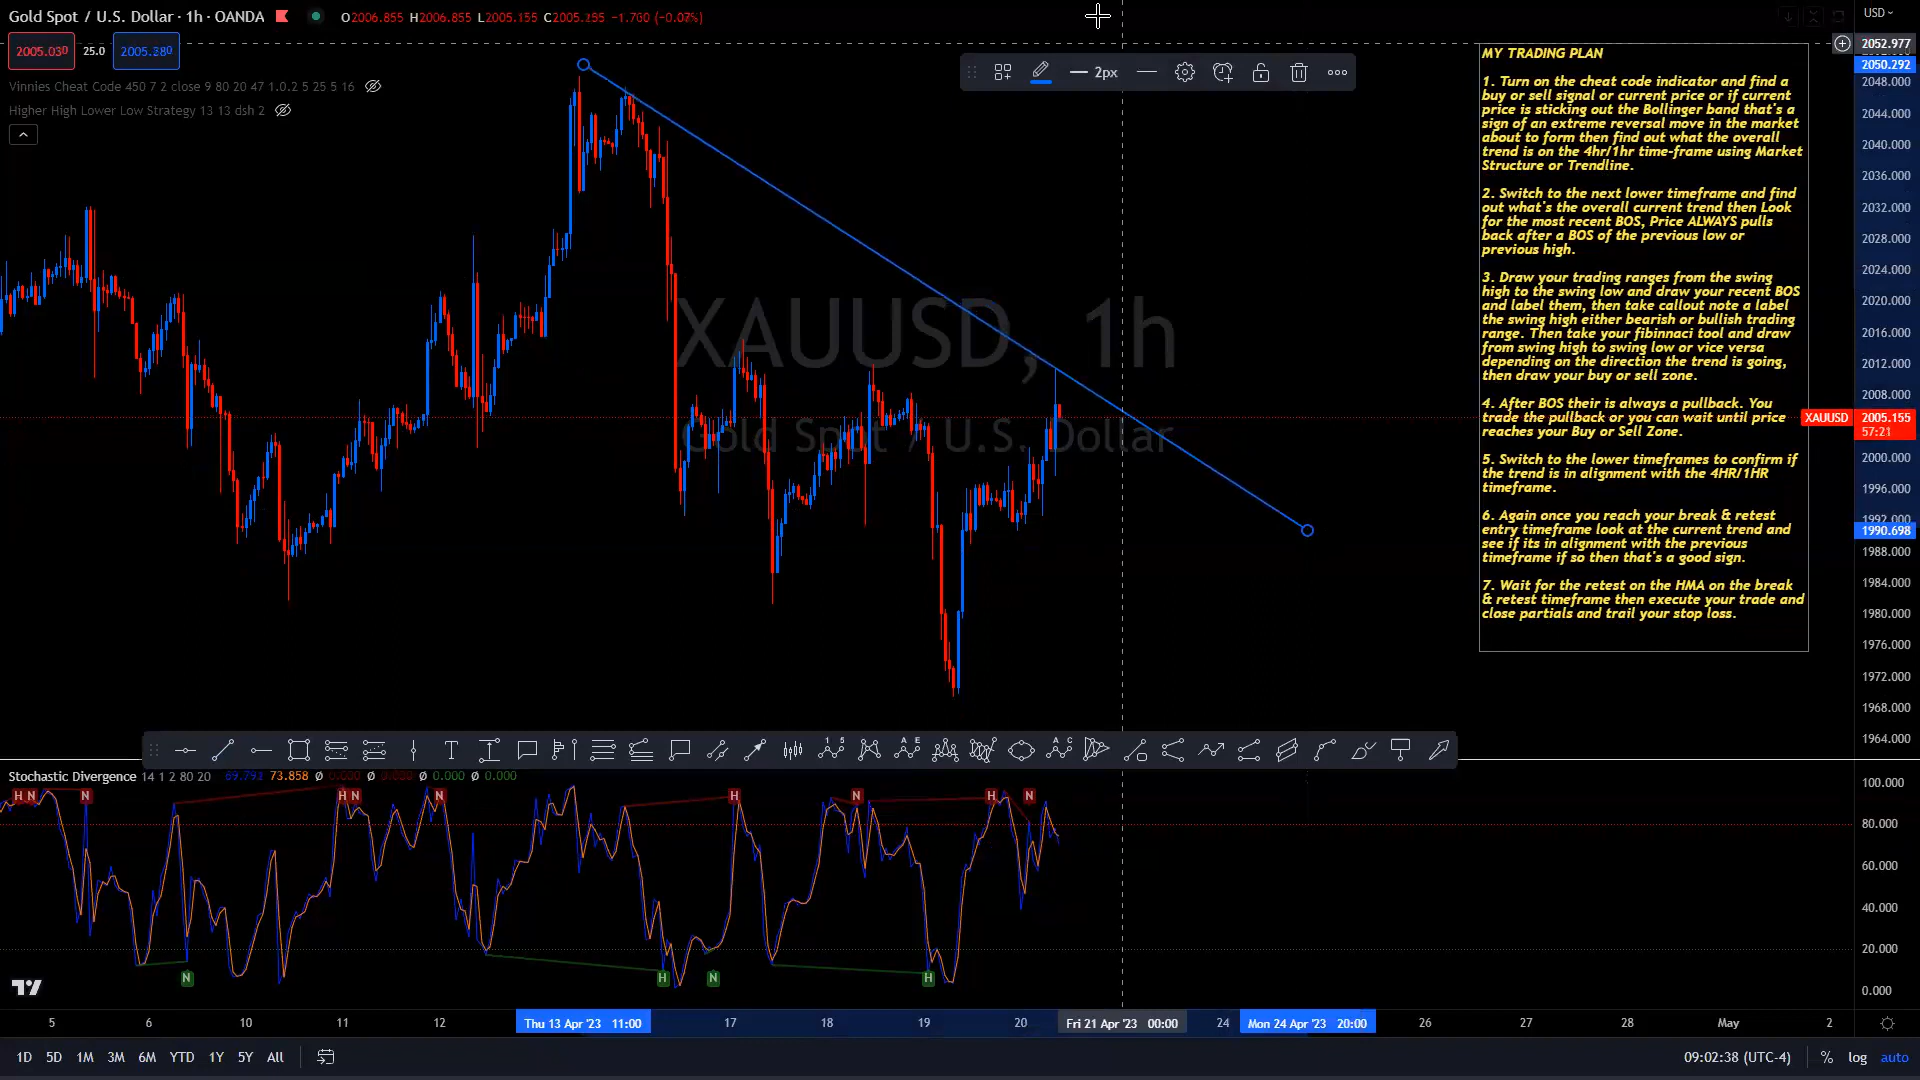 Gold Spot / U.S. Dollar · 1h · OANDA
O2006.855 H2006.855 L2005.155 C2005.255 −1.700 (−0.07%)
2005.030 25.0 2005.380
Vinnies Cheat Code 450 7 2 close 9 80 20 47 1.0.2 5 25 5 16
Higher High Lower Low Strategy 13 13 dsh 2
2px
XAUUSD, 1h
Gold Spot / U.S. Dollar
MY TRADING PLAN
1. Turn on the cheat code indicator and find a
buy or sell signal or current price or if current
price is sticking out the Bollinger band that's a
sign of an extreme reversal move in the market
about to form then find out what the overall
trend is on the 4hr/1hr time-frame using Market
Structure or Trendline.
2. Switch to the next lower timeframe and find
out what's the overall current trend then Look
for the most recent BOS, Price ALWAYS pulls
back after a BOS of the previous low or
previous high.
3. Draw your trading ranges from the swing
high to the swing low and draw your recent BOS
and label them, then take callout note a label
the swing high either bearish or bullish trading
range. Then take your fibinnaci tool and draw
from swing high to swing low or vice versa
depending on the direction the trend is going,
then draw your buy or sell zone.
4. After BOS their is always a pullback. You
trade the pullback or you can wait until price
reaches your Buy or Sell Zone.
5. Switch to the lower timeframes to confirm if
the trend is in alignment with the 4HR/1HR
timeframe.
6. Again once you reach your break & retest
entry timeframe look at the current trend and
see if its in alignment with the previous
timeframe if so then that's a good sign.
7. Wait for the retest on the HMA on the break
& retest timeframe then execute your trade and
close partials and trail your stop loss.
USD
2052.977
2050.292
2048.000
2044.000
2040.000
2036.000
2032.000
2028.000
2024.000
2020.000
2016.000
2012.000
2008.000
XAUUSD 2005.155
57:21
2000.000
1996.000
1992.000
1990.698
1988.000
1984.000
1980.000
1976.000
1972.000
1968.000
1964.000
Stochastic Divergence 14 1 2 80 20 69.791 73.858 Ø 0.000 Ø 0.000 Ø 0.000 Ø 0.000
H N N H N N H N H N
N H N H
100.000
80.000
60.000
40.000
20.000
0.000
5 6 10 11 12 Thu 13 Apr '23 11:00 17 18 19 20 Fri 21 Apr '23 00:00 24 Mon 24 Apr '23 20:00 26 27 28 May 2
1D 5D 1M 3M 6M YTD 1Y 5Y All
09:02:38 (UTC-4) % log auto